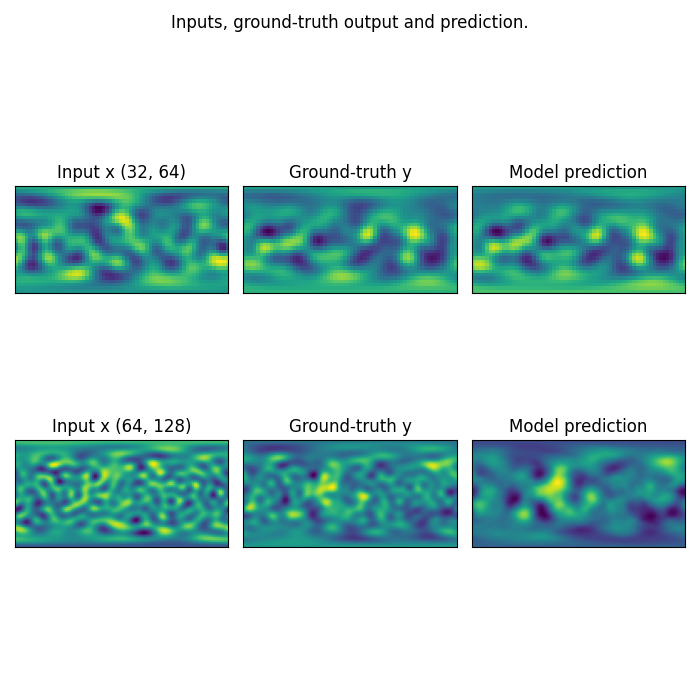 Inputs, ground-truth output and prediction.
Input x (32, 64)
Ground-truth y
Model prediction
Input x (64, 128)
Ground-truth y
Model prediction